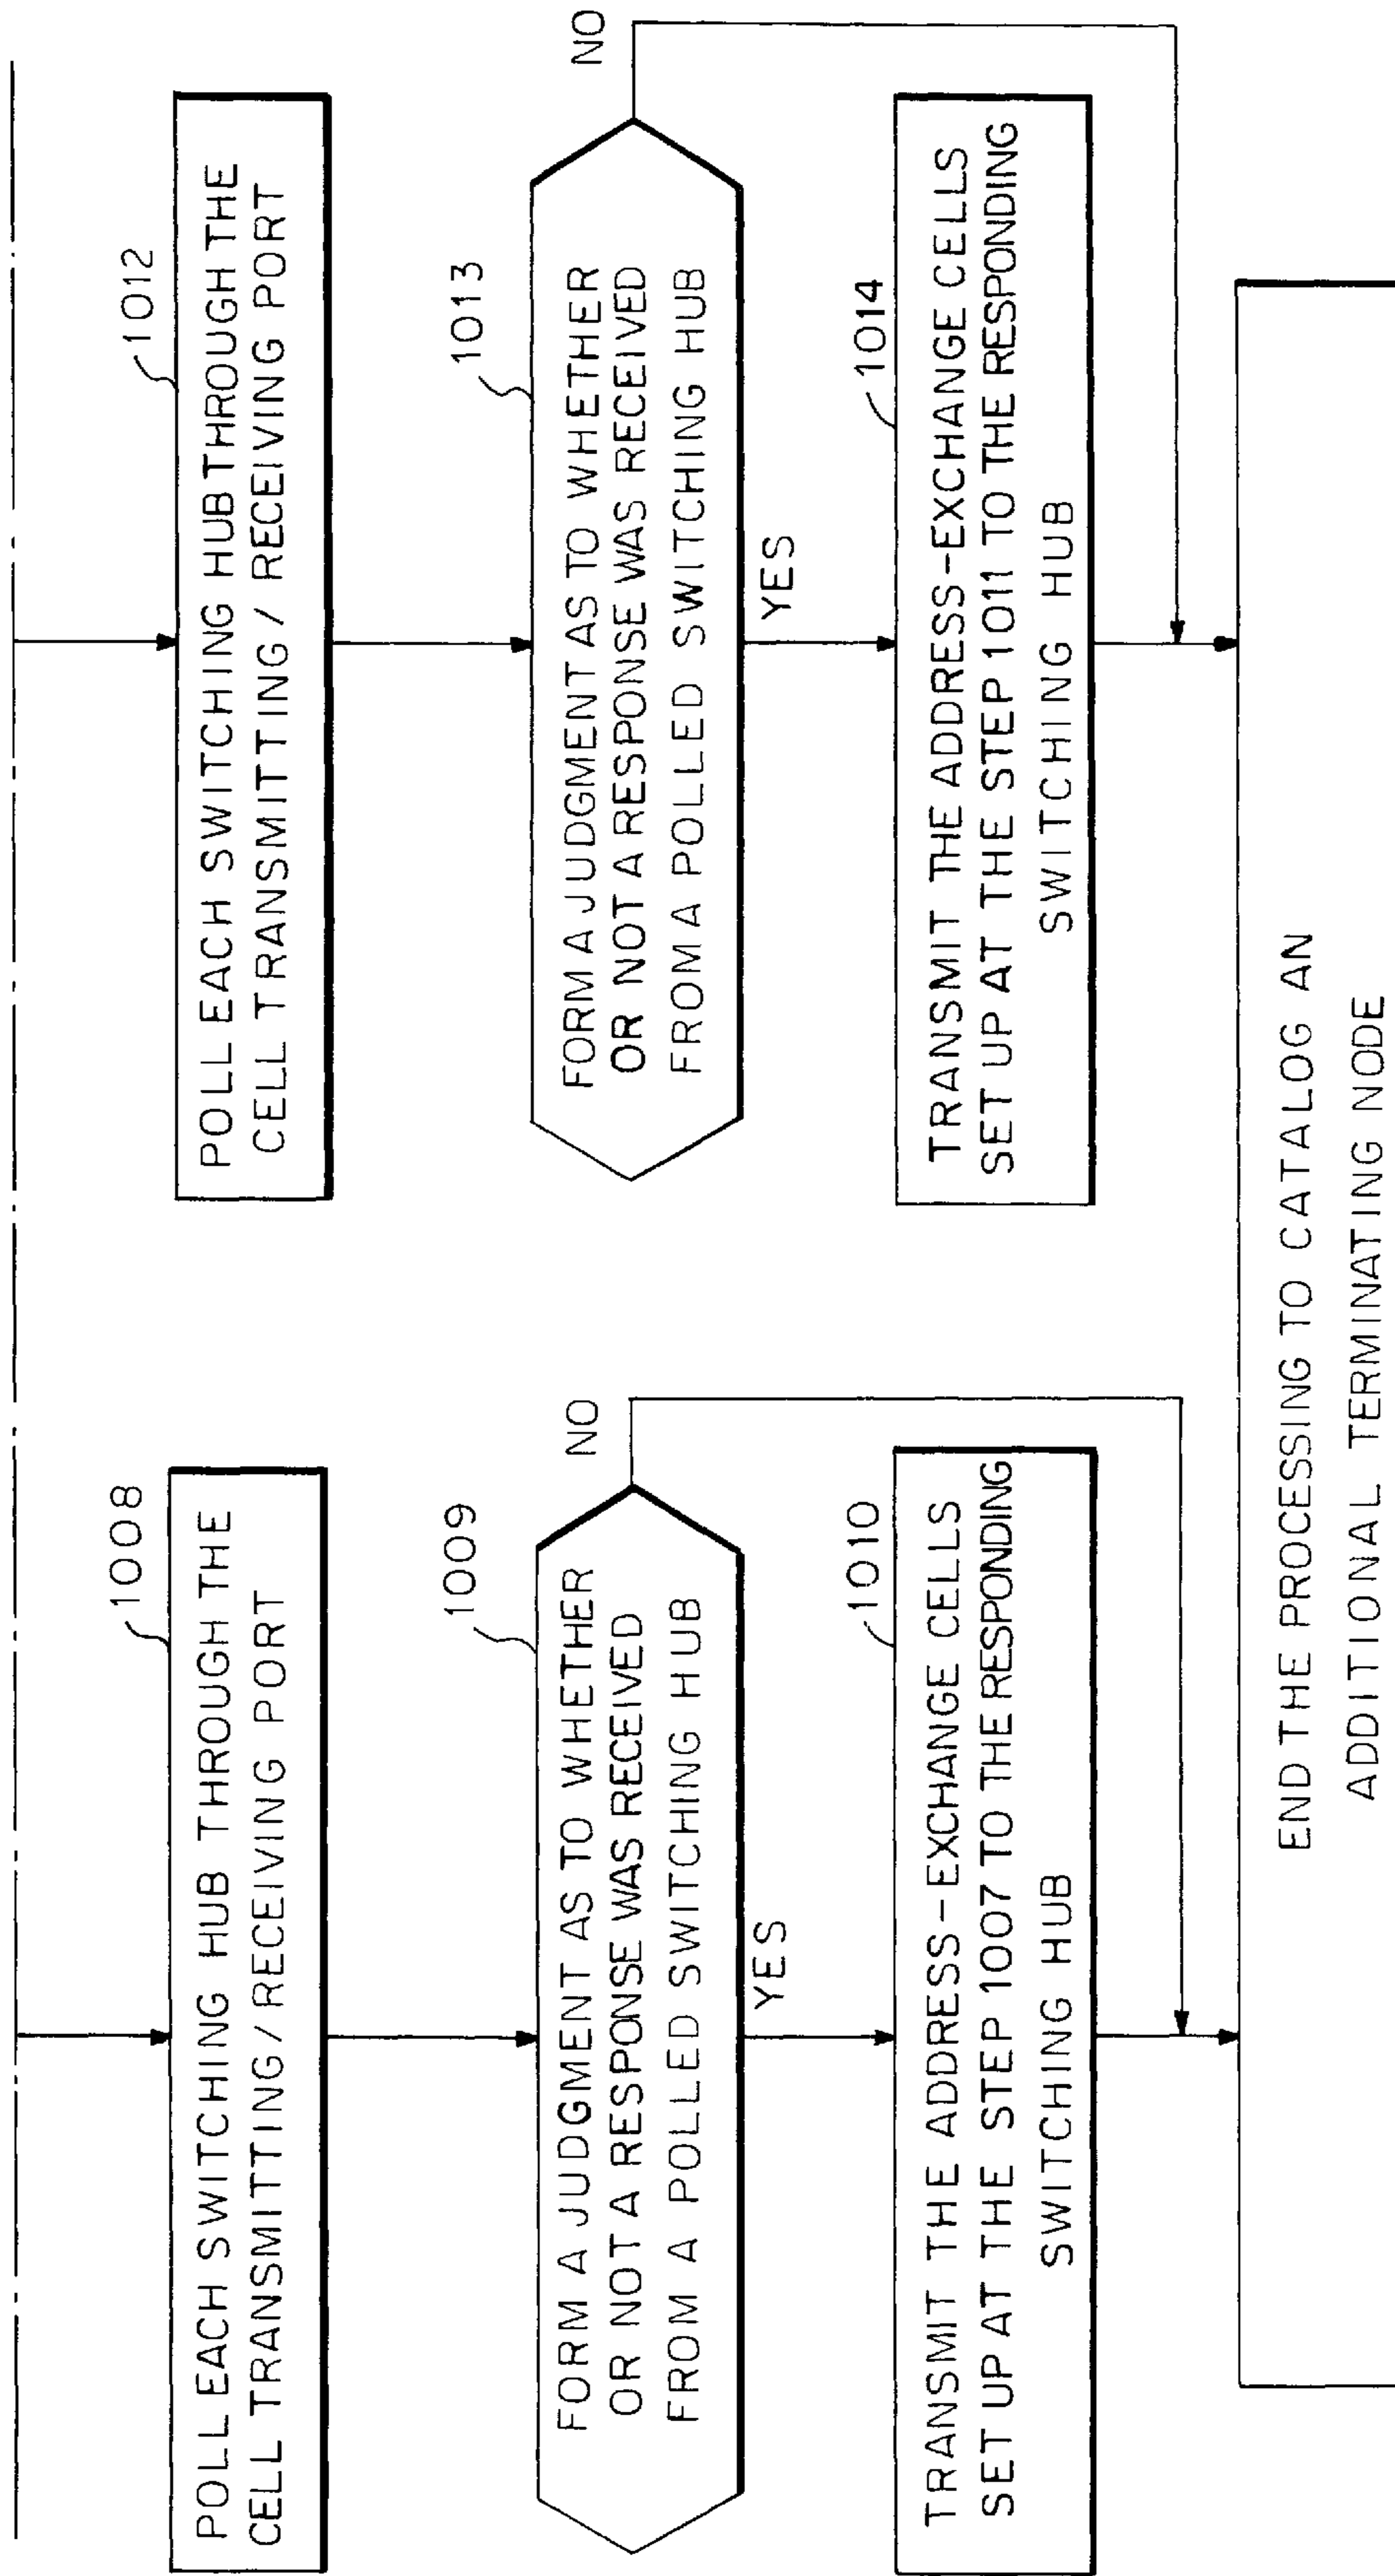 1008
POLL EACH SWITCHING HUB THROUGH THE
CELL TRANSMITTING/RECEIVING PORT
1009
FORM A JUDGMENT AS TO WHETHER
OR NOT A RESPONSE WAS RECEIVED
FROM A POLLED SWITCHING HUB
NO
YES
1010
TRANSMIT THE ADDRESS-EXCHANGE CELLS
SET UP AT THE STEP 1007 TO THE RESPONDING
SWITCHING HUB
1012
POLL EACH SWITCHING HUB THROUGH THE
CELL TRANSMITTING / RECEIVING PORT
1013
FORM A JUDGMENT AS TO WHETHER
OR NOT A RESPONSE WAS RECEIVED
FROM A POLLED SWITCHING HUB
NO
YES
1014
TRANSMIT THE ADDRESS-EXCHANGE CELLS
SET UP AT THE STEP 1011 TO THE RESPONDING
SWITCHING HUB
END THE PROCESSING TO CATALOG AN
ADDITIONAL TERMINATING NODE